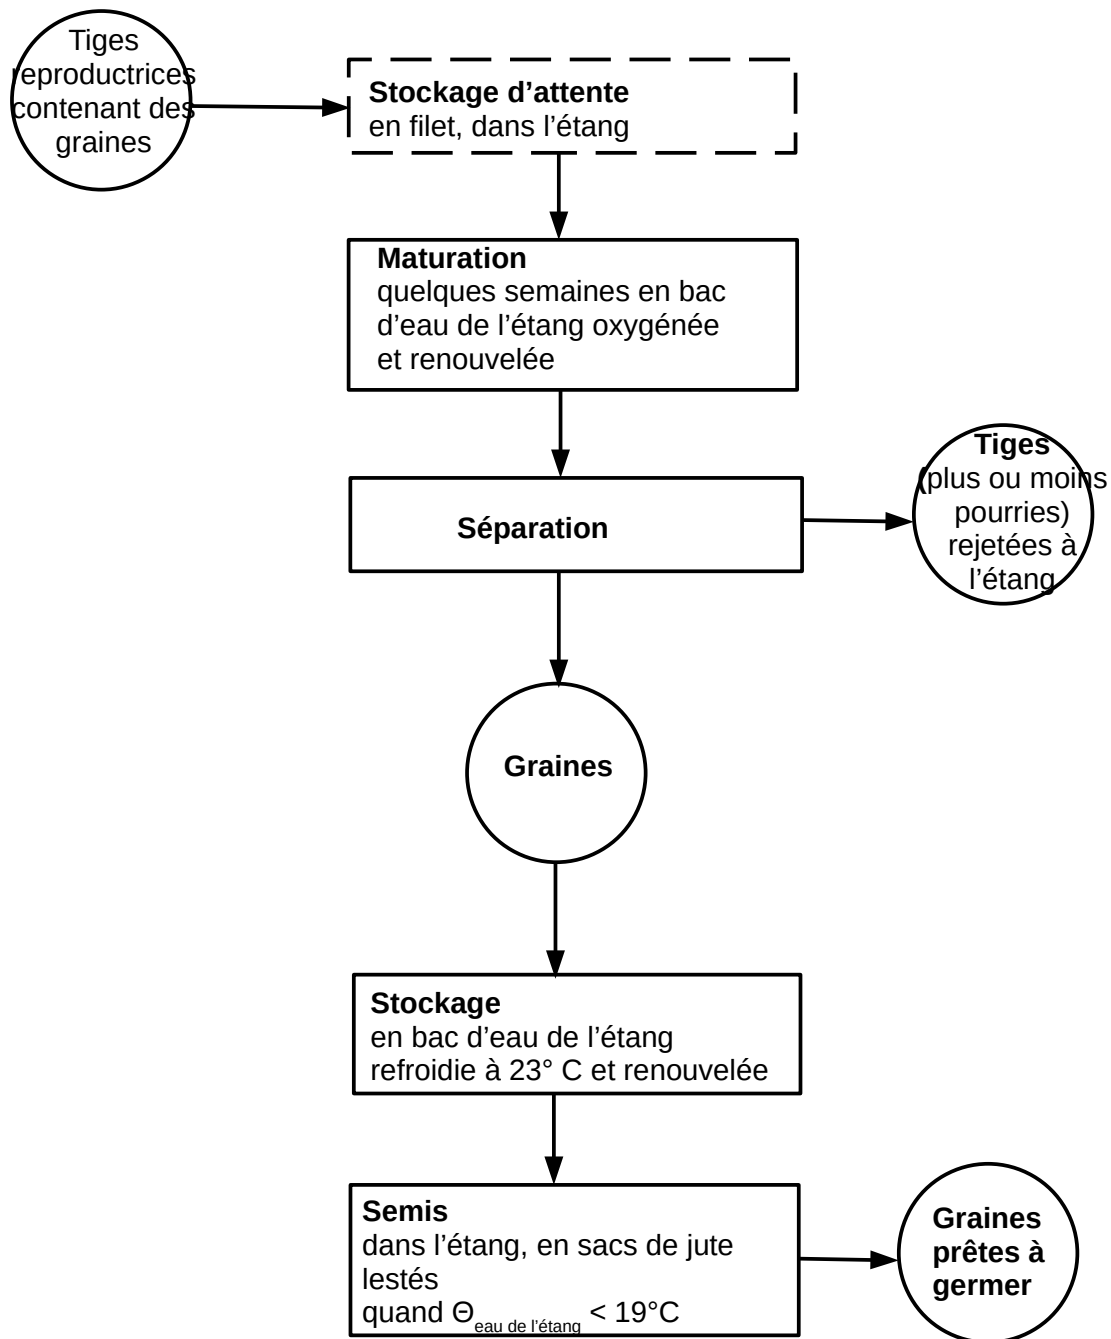 Tiges
reproductrices
contenant des
graines
Stockage d’attente
en filet, dans l’étang
Maturation
quelques semaines en bac
d’eau de l’étang oxygénée
et renouvelée
Séparation
Tiges
(plus ou moins
pourries)
rejetées à
l’étang
Graines
Stockage
en bac d’eau de l’étang
refroidie à 23° C et renouvelée
Semis
dans l’étang, en sacs de jute
lestés
quand Θeau de l’étang < 19°C
Graines
prêtes à
germer